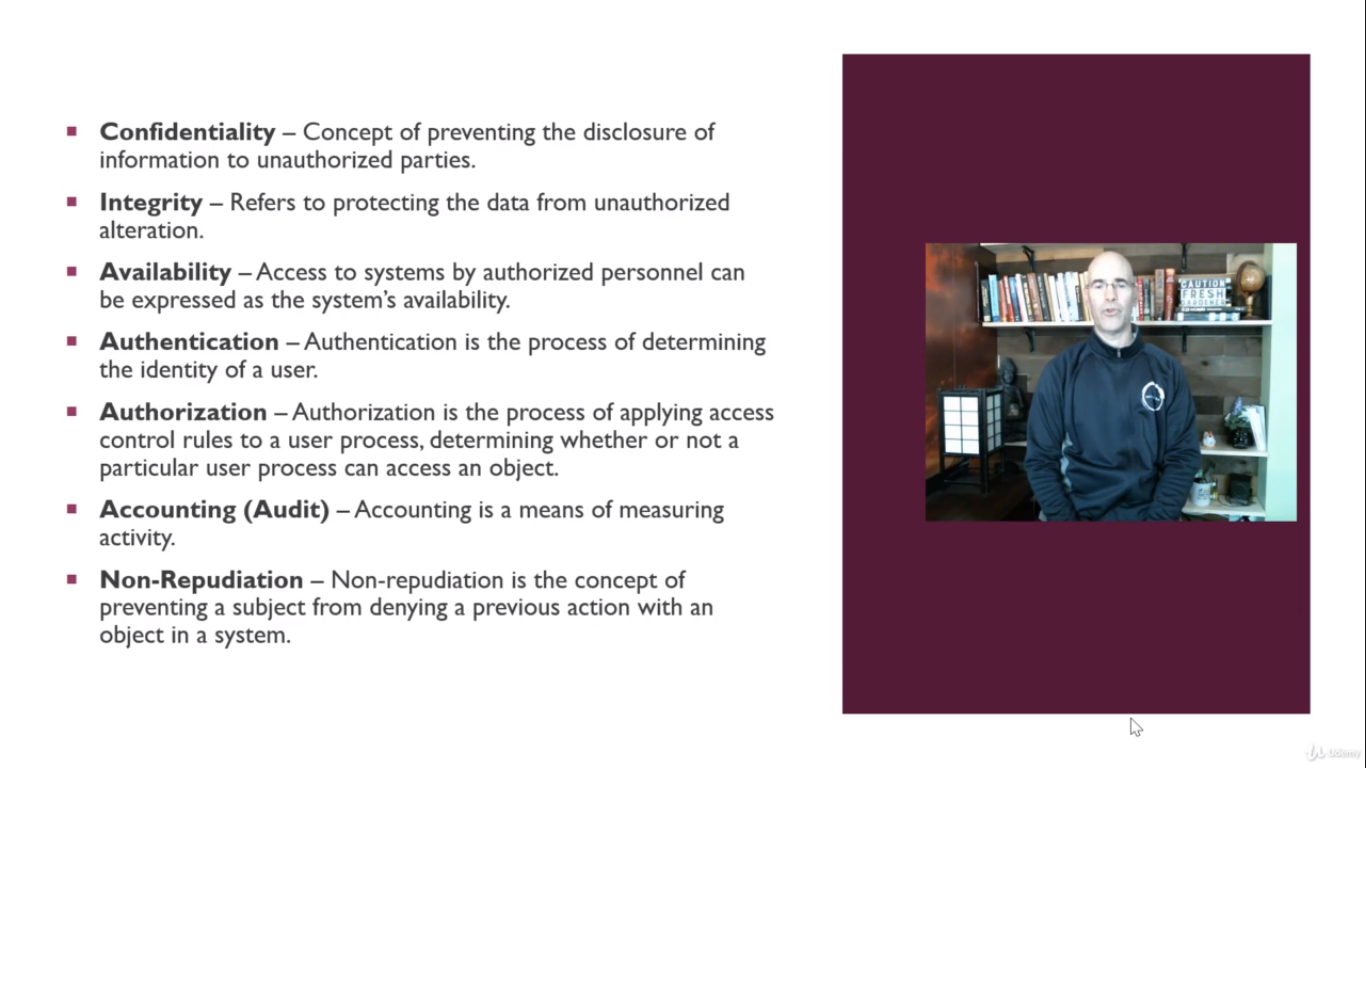 Confidentiality – Concept of preventing the disclosure of
information to unauthorized parties.
Integrity – Refers to protecting the data from unauthorized
alteration.
Availability – Access to systems by authorized personnel can
be expressed as the system's availability.
Authentication – Authentication is the process of determining
the identity of a user.
Authorization – Authorization is the process of applying access
control rules to a user process, determining whether or not a
particular user process can access an object.
Accounting (Audit) – Accounting is a means of measuring
activity.
Non-Repudiation – Non-repudiation is the concept of
preventing a subject from denying a previous action with an
object in a system.
CAUTION
FRESH
GARDENER
Udemy